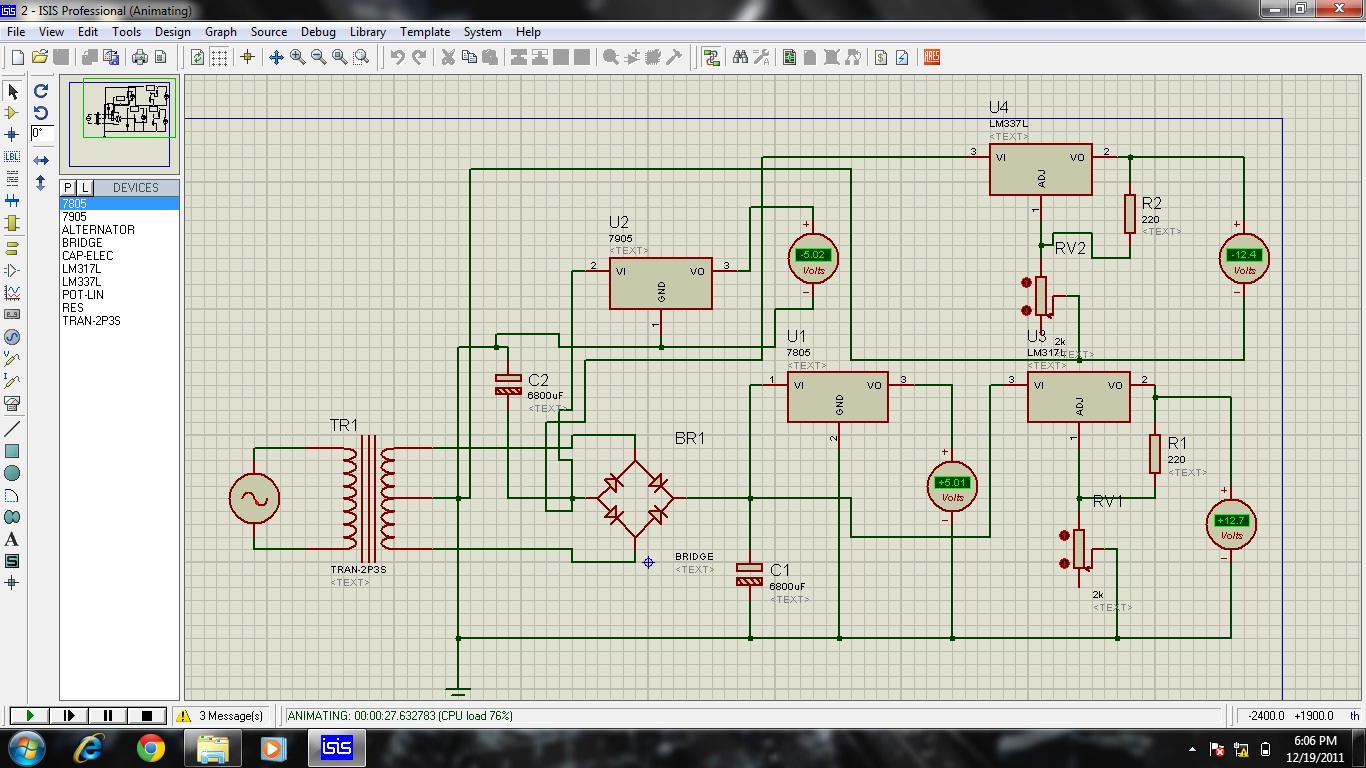 2 - ISIS Professional (Animating)
File View Edit Tools Design Graph Source Debug Library Template System Help
LBL
0°
P L DEVICES
7805
7905
ALTERNATOR
BRIDGE
CAP-ELEC
LM317L
LM337L
POT-LIN
RES
TRAN-2P3S
A
S
ARES
U4
LM337L
<TEXT>
3 VI VO 2
ADJ
1
R2
220
<TEXT>
RV2
2k
<TEXT>
+
-12.4
Volts
−
U2
7905
<TEXT>
2 VI VO 3
GND
1
+
-5.02
Volts
−
U1
7805
<TEXT>
1 VI VO 3
GND
2
U3
LM317L
<TEXT>
3 VI VO 2
ADJ
1
C2
6800uF
<TEXT>
TR1
TRAN-2P3S
<TEXT>
BR1
BRIDGE
<TEXT>
+
+5.01
Volts
−
R1
220
<TEXT>
RV1
2k
<TEXT>
+
+12.7
Volts
−
C1
6800uF
<TEXT>
3 Message(s)
ANIMATING: 00:00:27.632783 (CPU load 76%)
-2400.0 +1900.0 th
isis
6:06 PM
12/19/2011